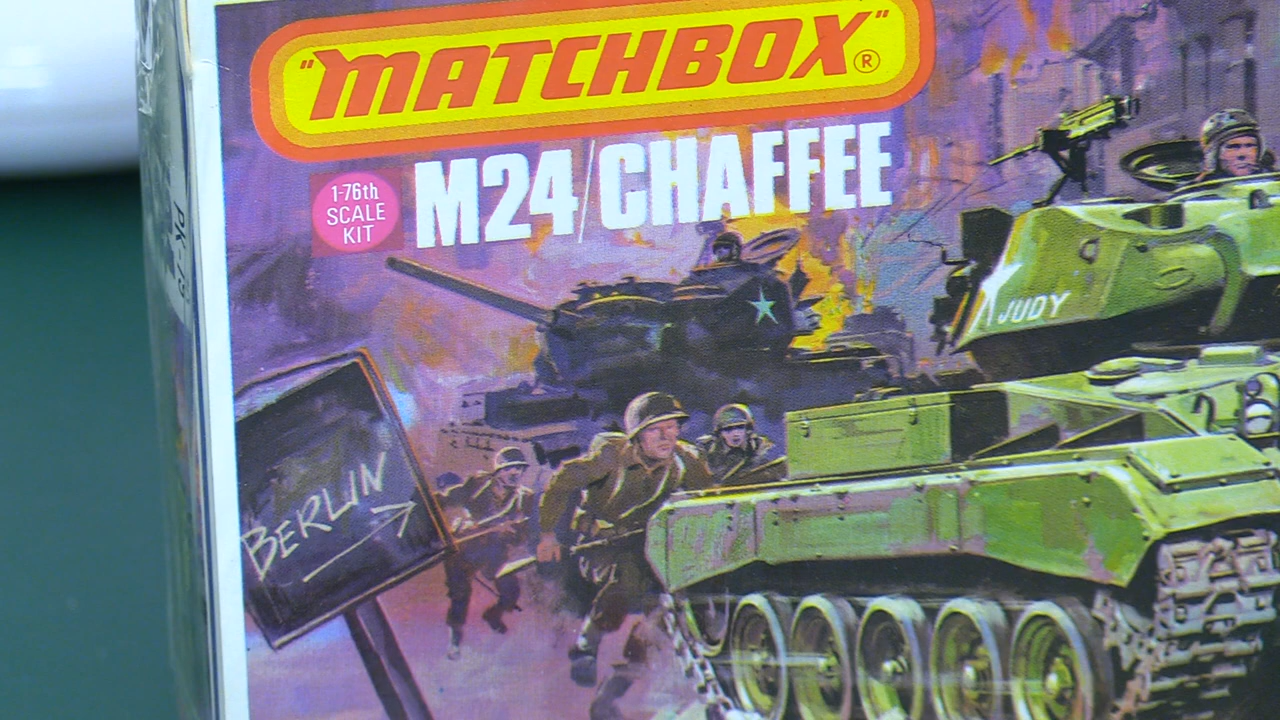 "MATCHBOX"®
M24/CHAFFEE
1-76th
SCALE
KIT
JUDY
BERLIN